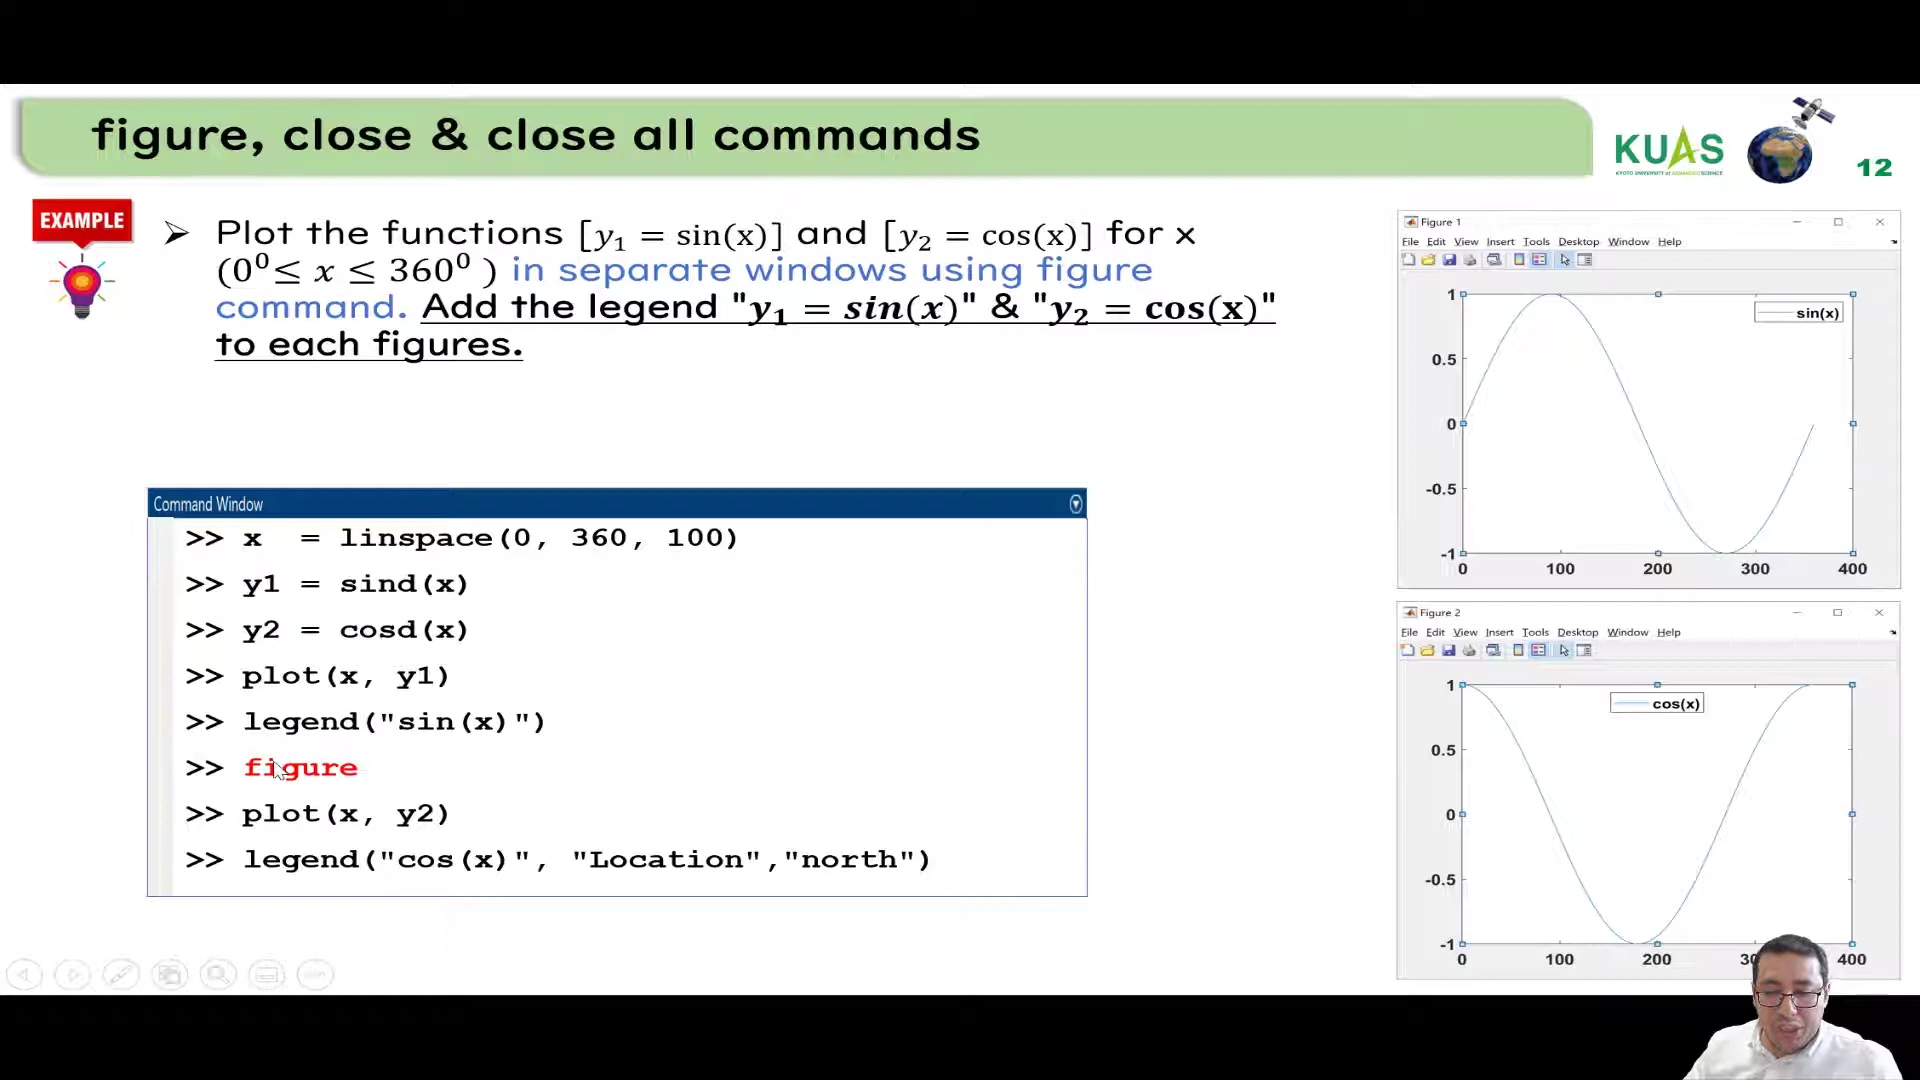 figure, close & close all commands
KUAS
KYOTO UNIVERSITY of ADVANCED SCIENCE
12
EXAMPLE
➢ Plot the functions [y₁ = sin(x)] and [y₂ = cos(x)] for x
(0⁰≤ x ≤ 360⁰ ) in separate windows using figure
command. Add the legend "y₁ = sin(x)" & "y₂ = cos(x)"
to each figures.
Command Window
>> x = linspace(0, 360, 100)
>> y1 = sind(x)
>> y2 = cosd(x)
>> plot(x, y1)
>> legend("sin(x)")
>> figure
>> plot(x, y2)
>> legend("cos(x)", "Location","north")
Figure 1
File Edit View Insert Tools Desktop Window Help
sin(x)
1
0.5
0
-0.5
-1
0 100 200 300 400
Figure 2
File Edit View Insert Tools Desktop Window Help
cos(x)
1
0.5
0
-0.5
-1
0 100 200 400